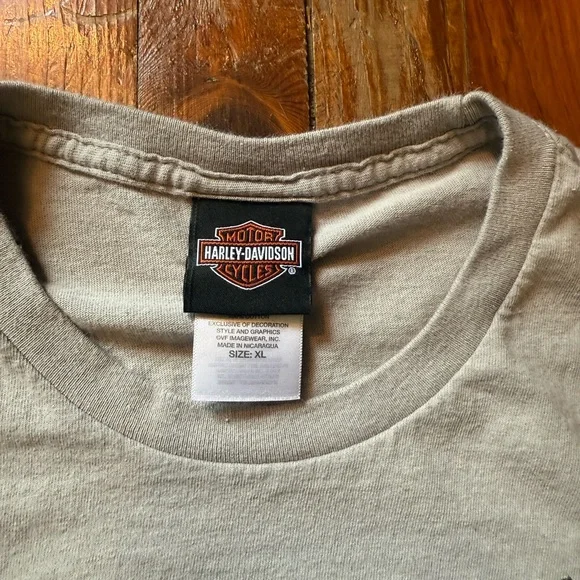 MOTOR
HARLEY-DAVIDSON
CYCLES ®
EXCLUSIVE OF DECORATION
STYLE AND GRAPHICS
GVF IMAGEWEAR, INC.
MADE IN NICARAGUA
SIZE: XL